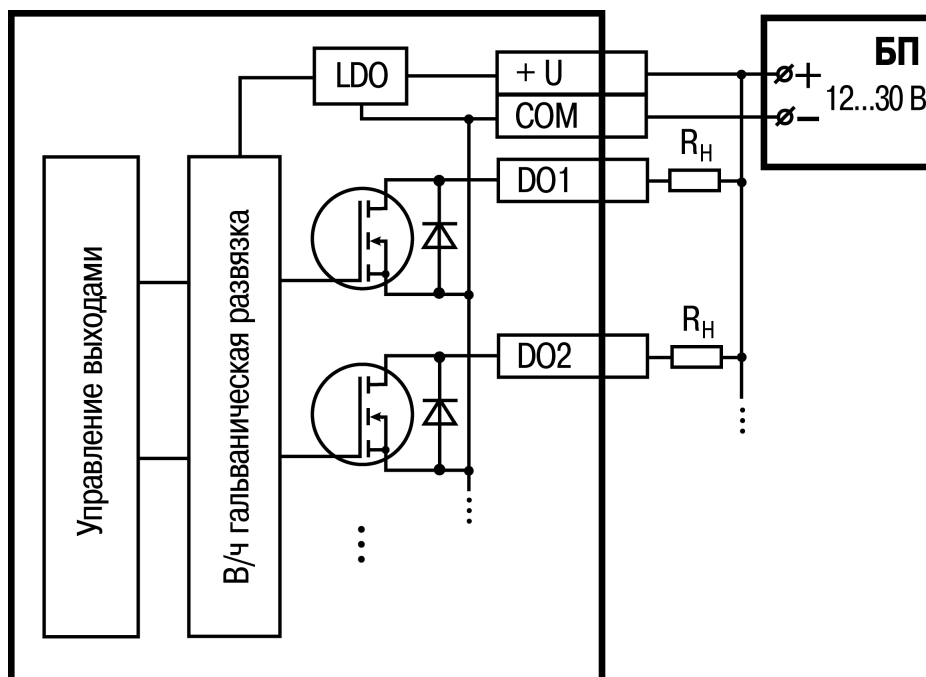 БП
12...30 В
+
–
LDO
+ U
COM
DO1
RН
DO2
RН
Управление выходами
В/ч гальваническая развязка